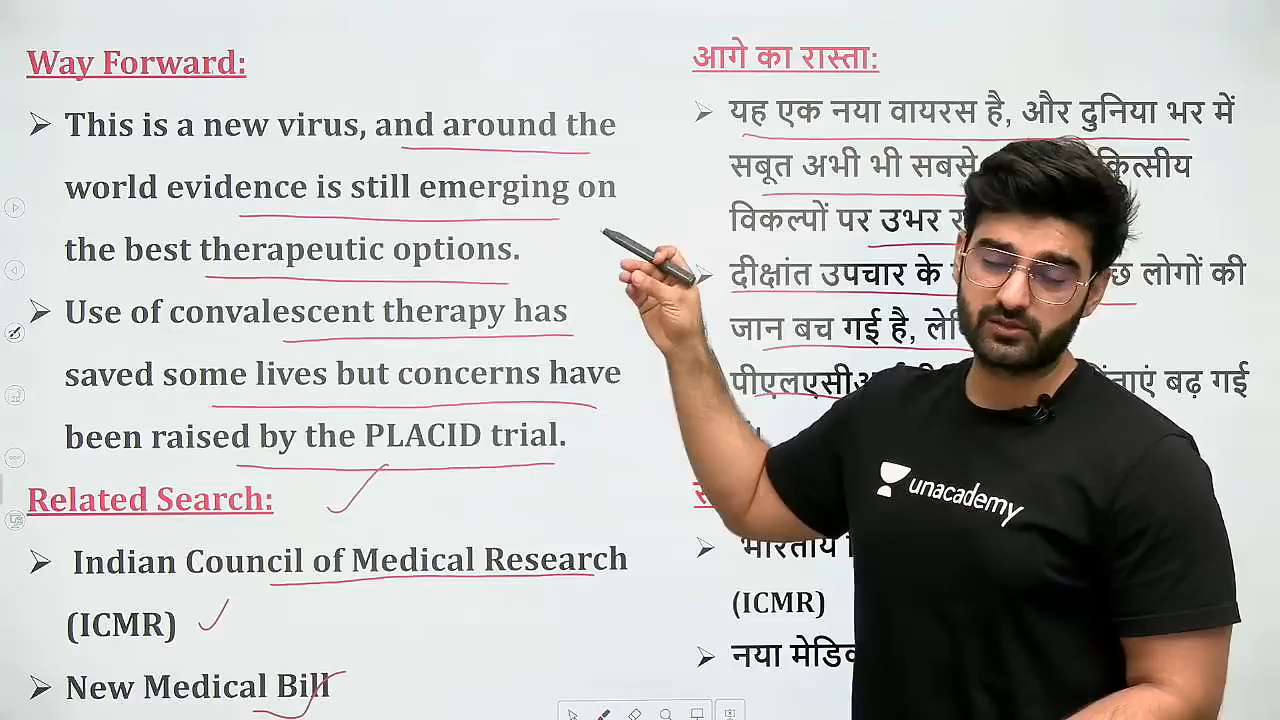 Way Forward:
This is a new virus, and around the
world evidence is still emerging on
the best therapeutic options.
Use of convalescent therapy has
saved some lives but concerns have
been raised by the PLACID trial.
Related Search:
Indian Council of Medical Research
(ICMR)
New Medical Bill
आगे का रास्ता:
यह एक नया वायरस है, और दुनिया भर में
सबूत अभी भी सबसे
विकल्पों पर उभर
दीक्षांत उपचार के लोगों की
जान बच गई है,
बढ़ गई
भारतीय
(ICMR)
नया
unacademy